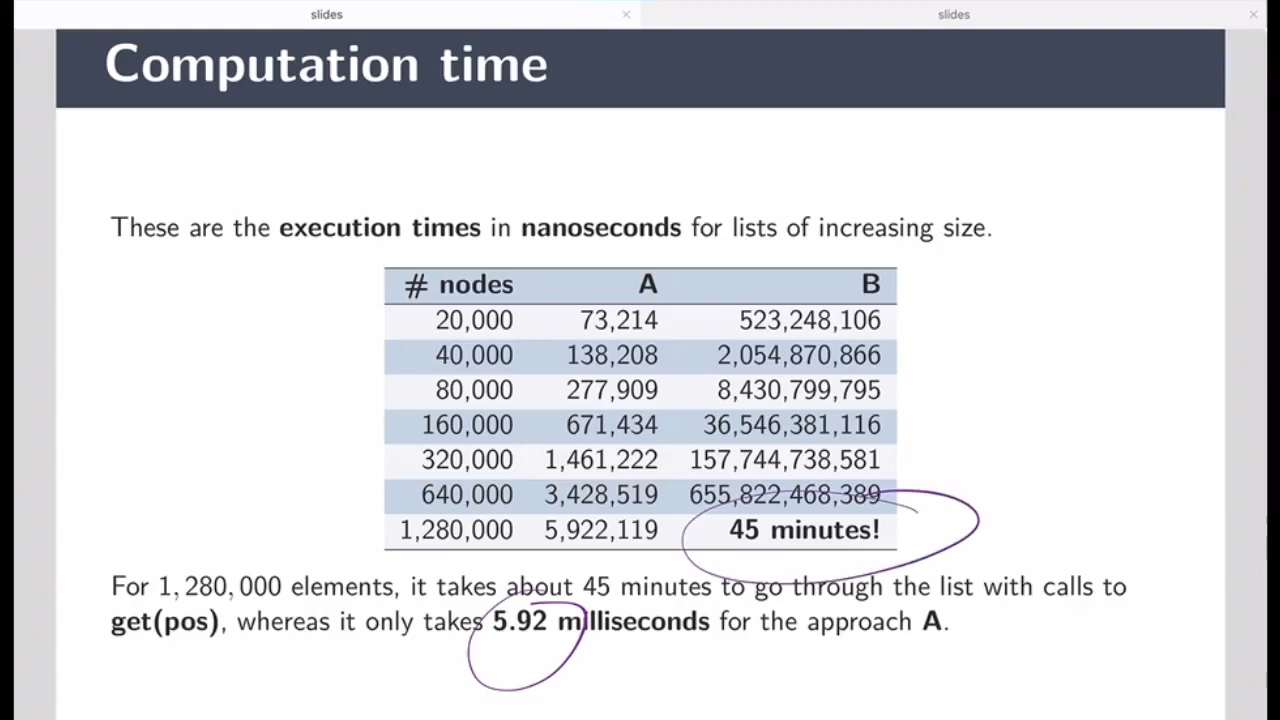 slides × slides ×
Computation time
These are the execution times in nanoseconds for lists of increasing size.
# nodes A B
20,000 73,214 523,248,106
40,000 138,208 2,054,870,866
80,000 277,909 8,430,799,795
160,000 671,434 36,546,381,116
320,000 1,461,222 157,744,738,581
640,000 3,428,519 655,822,468,389
1,280,000 5,922,119 45 minutes!
For 1, 280, 000 elements, it takes about 45 minutes to go through the list with calls to
get(pos), whereas it only takes 5.92 milliseconds for the approach A.